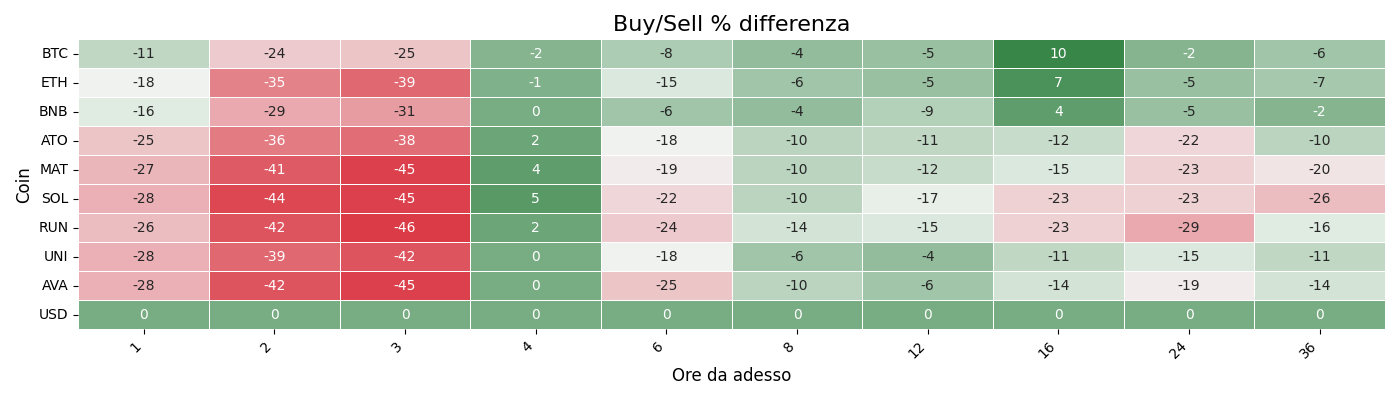 Buy/Sell % differenza
Coin
BTC -11 -24 -25 -2 -8 -4 -5 10 -2 -6
ETH -18 -35 -39 -1 -15 -6 -5 7 -5 -7
BNB -16 -29 -31 0 -6 -4 -9 4 -5 -2
ATO -25 -36 -38 2 -18 -10 -11 -12 -22 -10
MAT -27 -41 -45 4 -19 -10 -12 -15 -23 -20
SOL -28 -44 -45 5 -22 -10 -17 -23 -23 -26
RUN -26 -42 -46 2 -24 -14 -15 -23 -29 -16
UNI -28 -39 -42 0 -18 -6 -4 -11 -15 -11
AVA -28 -42 -45 0 -25 -10 -6 -14 -19 -14
USD 0 0 0 0 0 0 0 0 0 0
1 2 3 4 6 8 12 16 24 36
Ore da adesso